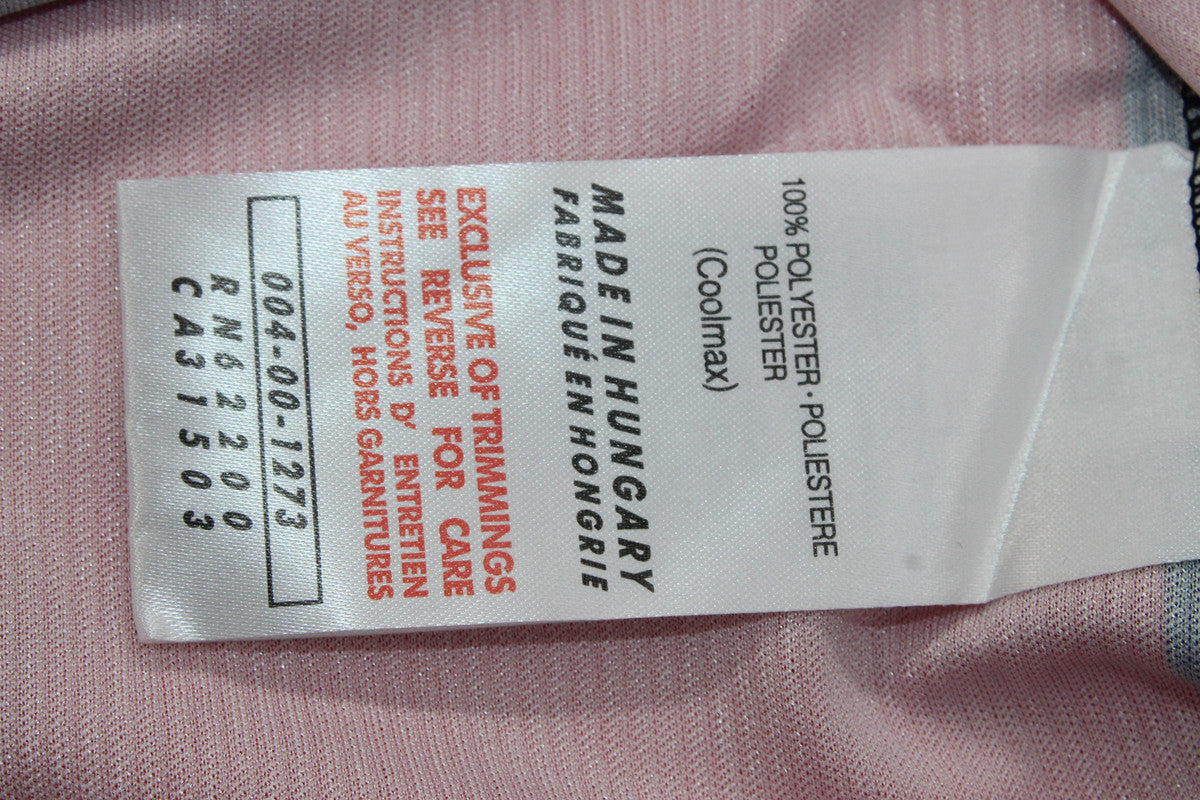 100% POLYESTER · POLIESTERE
POLIESTER
(Coolmax)
MADE IN HUNGARY
FABRIQUÉ EN HONGRIE
EXCLUSIVE OF TRIMMINGS
SEE REVERSE FOR CARE
INSTRUCTIONS D' ENTRETIEN
AU VERSO, HORS GARNITURES
004-00-1273
RN62200
CA31503